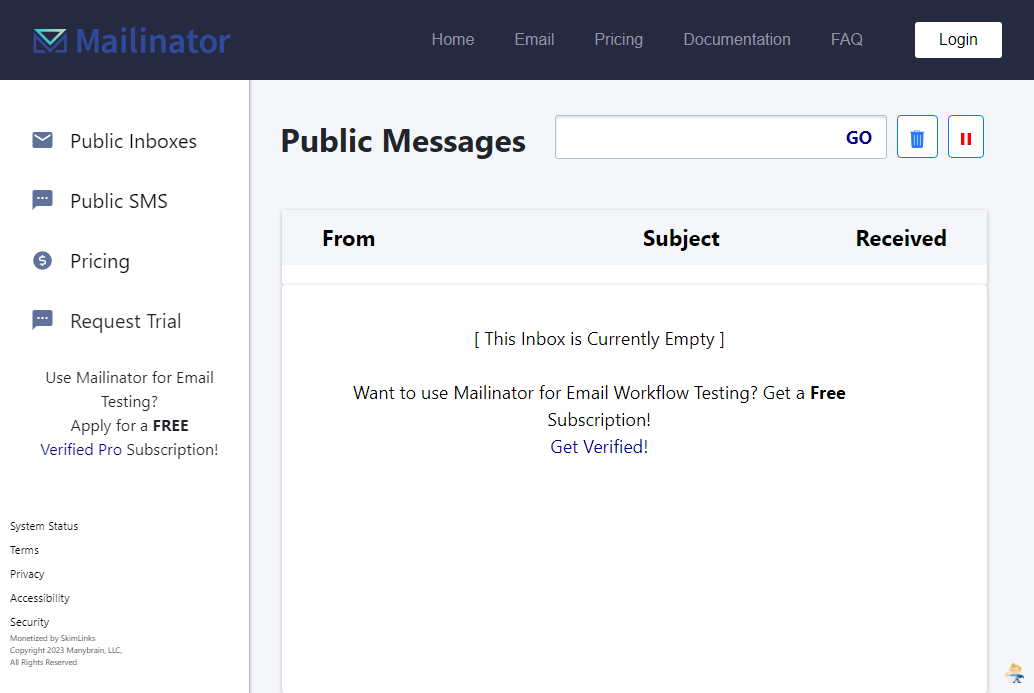 Mailinator
Home
Email
Pricing
Documentation
FAQ
Login
Public Inboxes
Public SMS
Pricing
Request Trial
Use Mailinator for Email
Testing?
Apply for a FREE
Verified Pro Subscription!
System Status
Terms
Privacy
Accessibility
Security
Monetized by SkimLinks
Copyright 2023 Manybrain, LLC,
All Rights Reserved
Public Messages
GO
From
Subject
Received
[ This Inbox is Currently Empty ]
Want to use Mailinator for Email Workflow Testing? Get a Free
Subscription!
Get Verified!